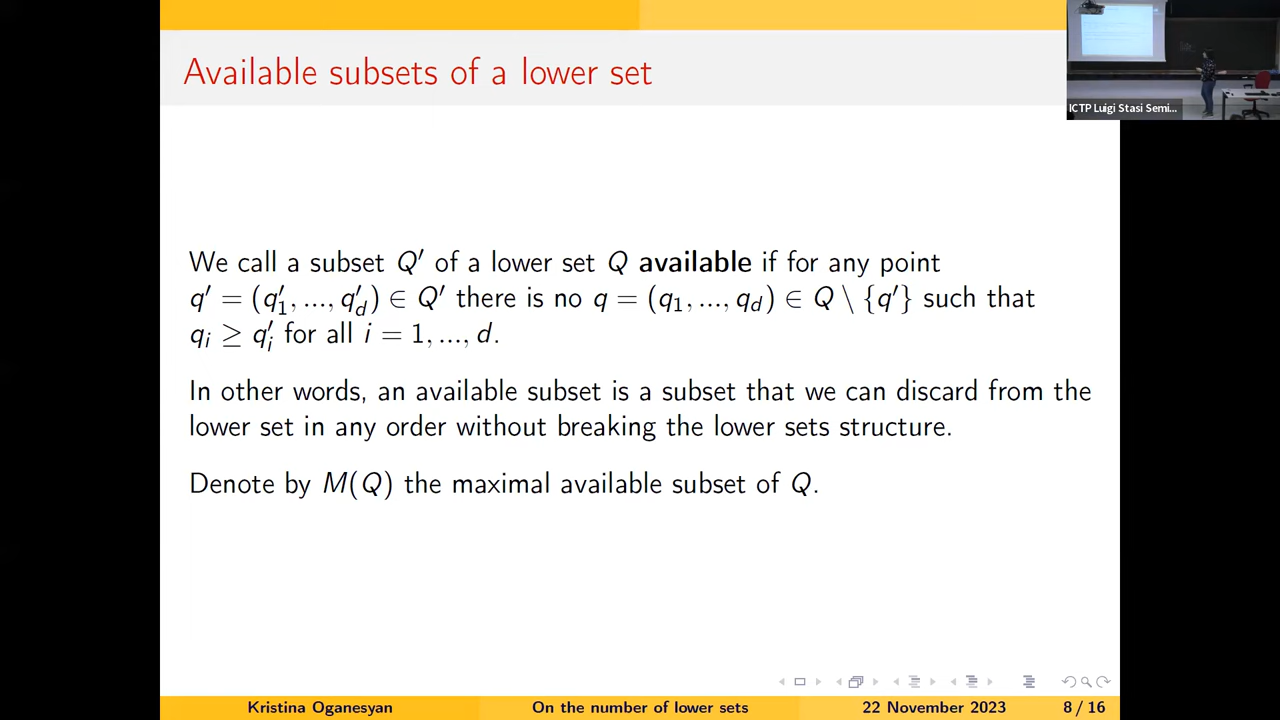 Available subsets of a lower set
ICTP Luigi Stasi Semi...
We call a subset Q′ of a lower set Q available if for any point
q′ = (q′₁, ..., q′_d) ∈ Q′ there is no q = (q₁, ..., q_d) ∈ Q \ {q′} such that
qᵢ ≥ q′ᵢ for all i = 1, ..., d.
In other words, an available subset is a subset that we can discard from the
lower set in any order without breaking the lower sets structure.
Denote by M(Q) the maximal available subset of Q.
Kristina Oganesyan On the number of lower sets 22 November 2023 8 / 16